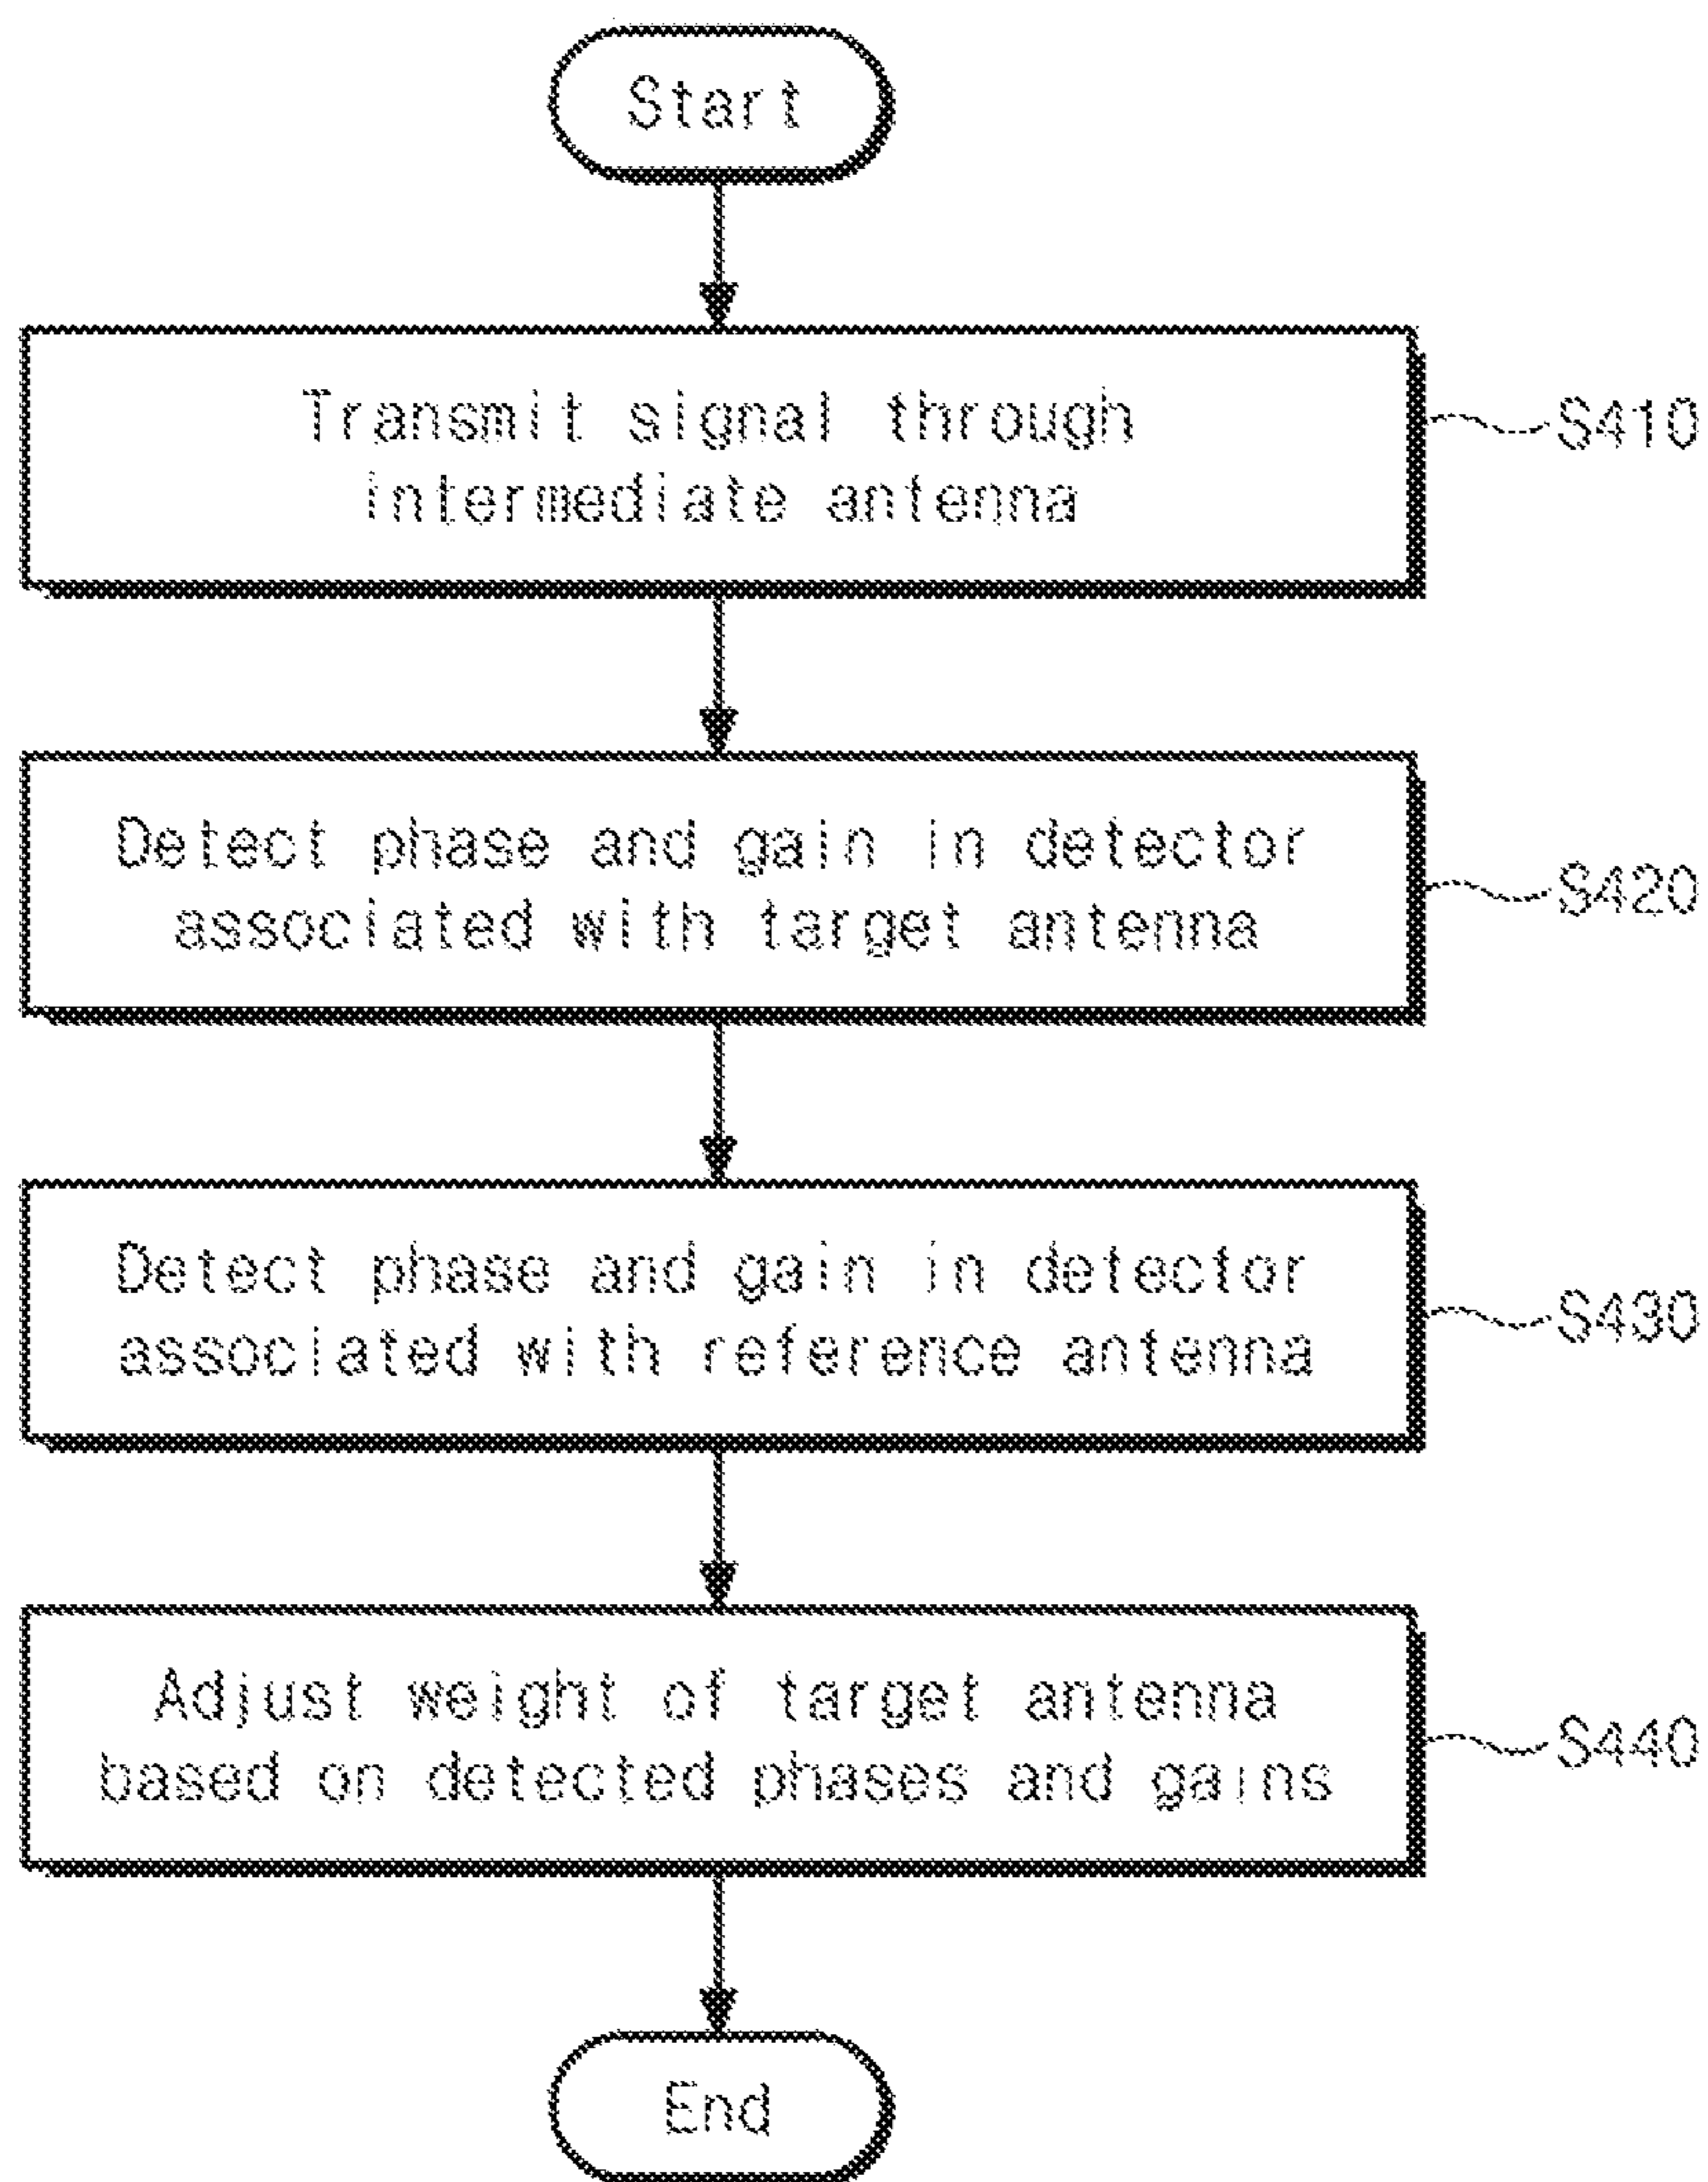 Start
Transmit signal through
intermediate antenna
S410
Detect phase and gain in detector
associated with target antenna
S420
Detect phase and gain in detector
associated with reference antenna
S430
Adjust weight of target antenna
based on detected phases and gains
S440
End